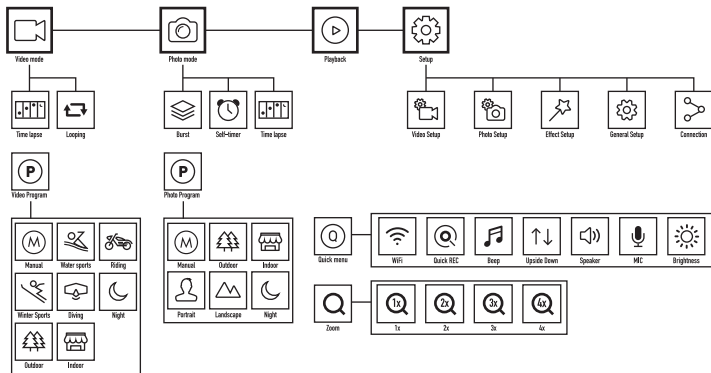 Video mode Photo mode Playback Setup
Time lapse Looping Burst Self-timer Time lapse Video Setup Photo Setup Effect Setup General Setup Connection
P P
Video Program Photo Program
M M Q
Manual Water sports Riding Manual Outdoor Indoor Quick menu WiFi Quick REC Beep Upside Down Speaker MIC Brightness
Winter Sports Diving Night Portrait Landscape Night
1x 2x 3x 4x
Zoom 1x 2x 3x 4x
Outdoor Indoor